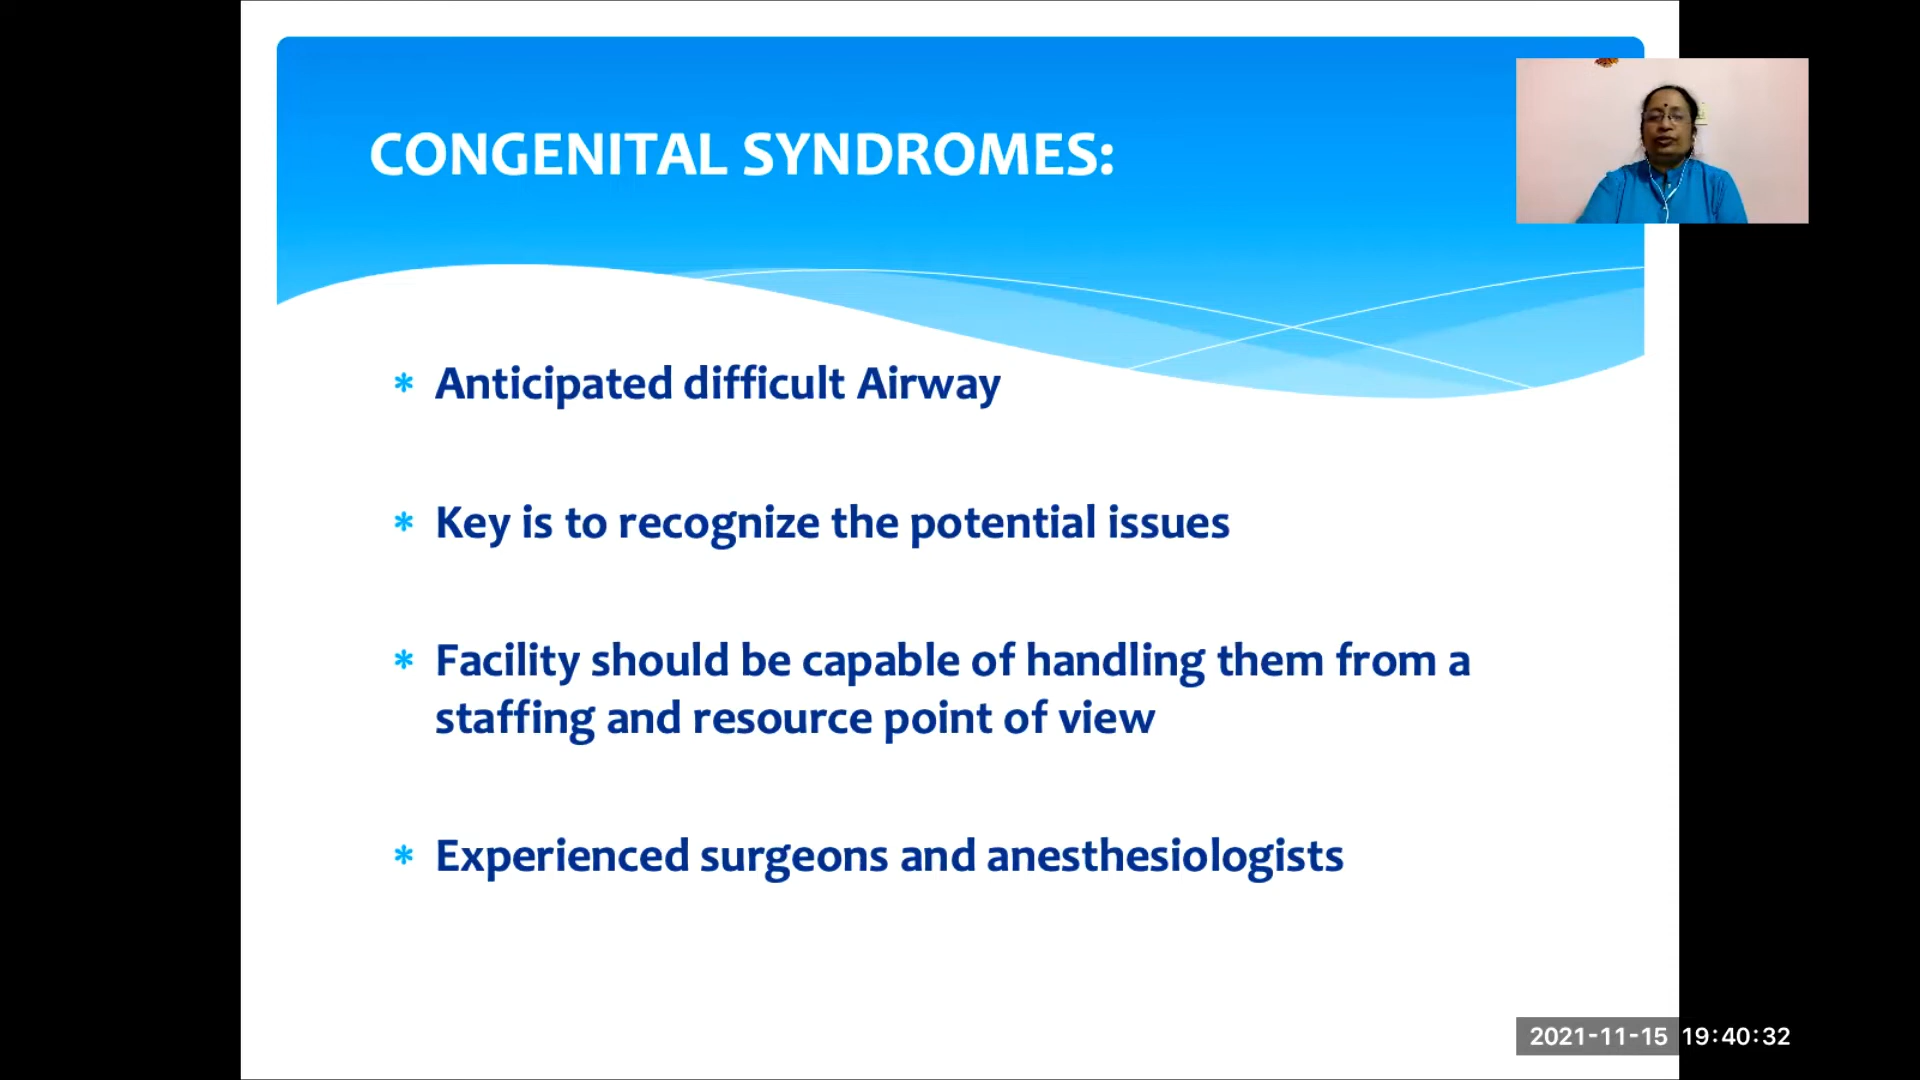 CONGENITAL SYNDROMES:
* Anticipated difficult Airway
* Key is to recognize the potential issues
* Facility should be capable of handling them from a
staffing and resource point of view
* Experienced surgeons and anesthesiologists
2021-11-15 19:40:32